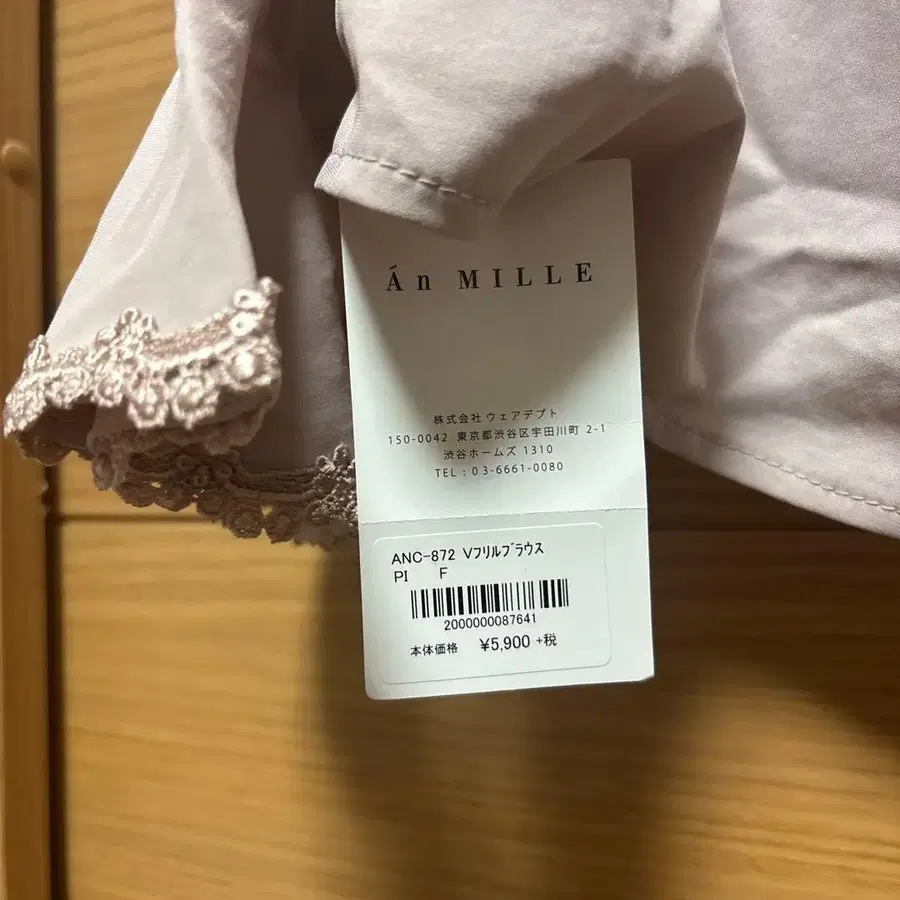 Án MILLE
株式会社 ウェアデプト
150-0042 東京都渋谷区宇田川町 2-1
渋谷ホームズ 1310
TEL : 03-6661-0080
ANC-872 Vフリルブラウス
PI F
2000000087641
本体価格 ¥5,900 +税